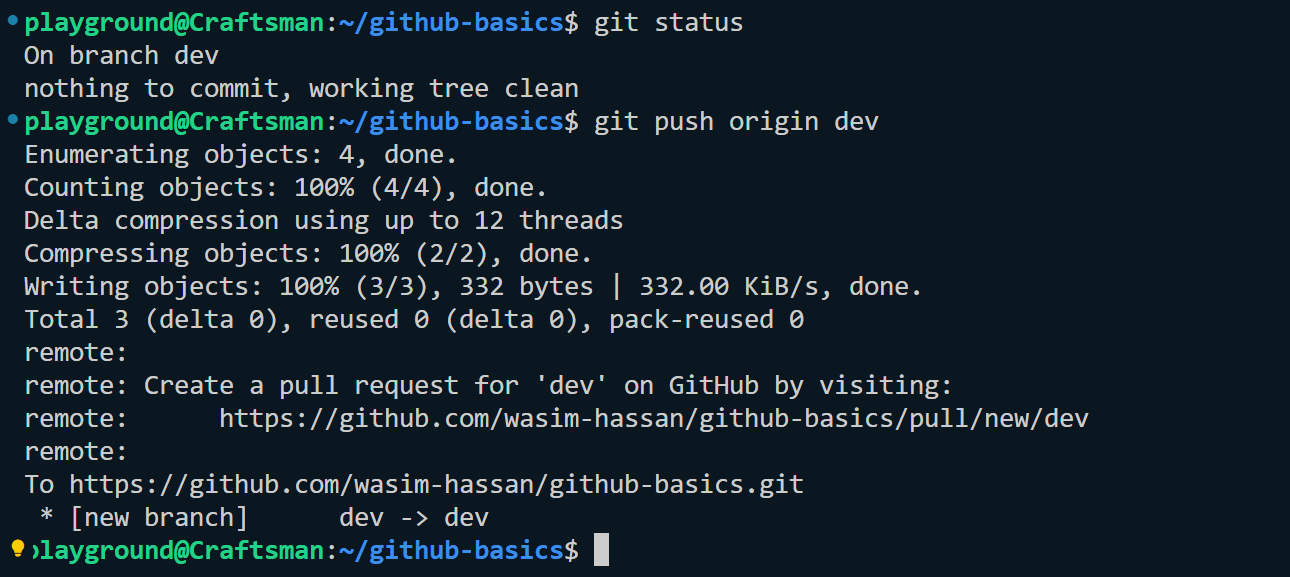 playground@Craftsman:~/github-basics$ git status
On branch dev
nothing to commit, working tree clean
playground@Craftsman:~/github-basics$ git push origin dev
Enumerating objects: 4, done.
Counting objects: 100% (4/4), done.
Delta compression using up to 12 threads
Compressing objects: 100% (2/2), done.
Writing objects: 100% (3/3), 332 bytes | 332.00 KiB/s, done.
Total 3 (delta 0), reused 0 (delta 0), pack-reused 0
remote:
remote: Create a pull request for 'dev' on GitHub by visiting:
remote:      https://github.com/wasim-hassan/github-basics/pull/new/dev
remote:
To https://github.com/wasim-hassan/github-basics.git
 * [new branch]      dev -> dev
playground@Craftsman:~/github-basics$